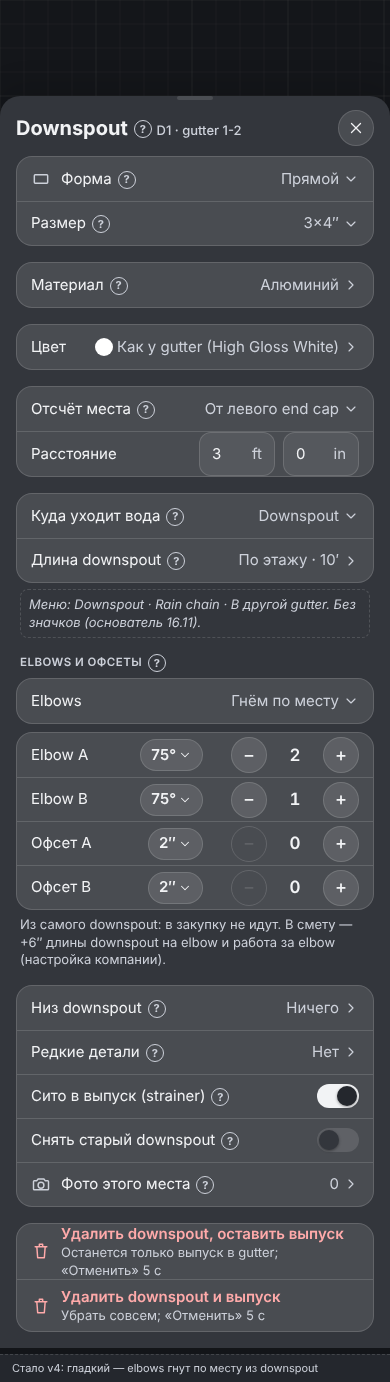 Downspout ? D1 · gutter 1-2
Форма ? Прямой
Размер ? 3×4″
Материал ? Алюминий
Цвет Как у gutter (High Gloss White)
Отсчёт места ? От левого end cap
Расстояние 3 ft 0 in
Куда уходит вода ? Downspout
Длина downspout ? По этажу · 10′
Меню: Downspout · Rain chain · В другой gutter. Без
значков (основатель 16.11).
ELBOWS И ОФСЕТЫ ?
Elbows Гнём по месту
Elbow A 75° − 2 +
Elbow B 75° − 1 +
Офсет A 2″ − 0 +
Офсет B 2″ − 0 +
Из самого downspout: в закупку не идут. В смету —
+6″ длины downspout на elbow и работа за elbow
(настройка компании).
Низ downspout ? Ничего
Редкие детали ? Нет
Сито в выпуск (strainer) ?
Снять старый downspout ?
Фото этого места ? 0
Удалить downspout, оставить выпуск
Останется только выпуск в gutter;
«Отменить» 5 с
Удалить downspout и выпуск
Убрать совсем; «Отменить» 5 с
Стало v4: гладкий — elbows гнут по месту из downspout